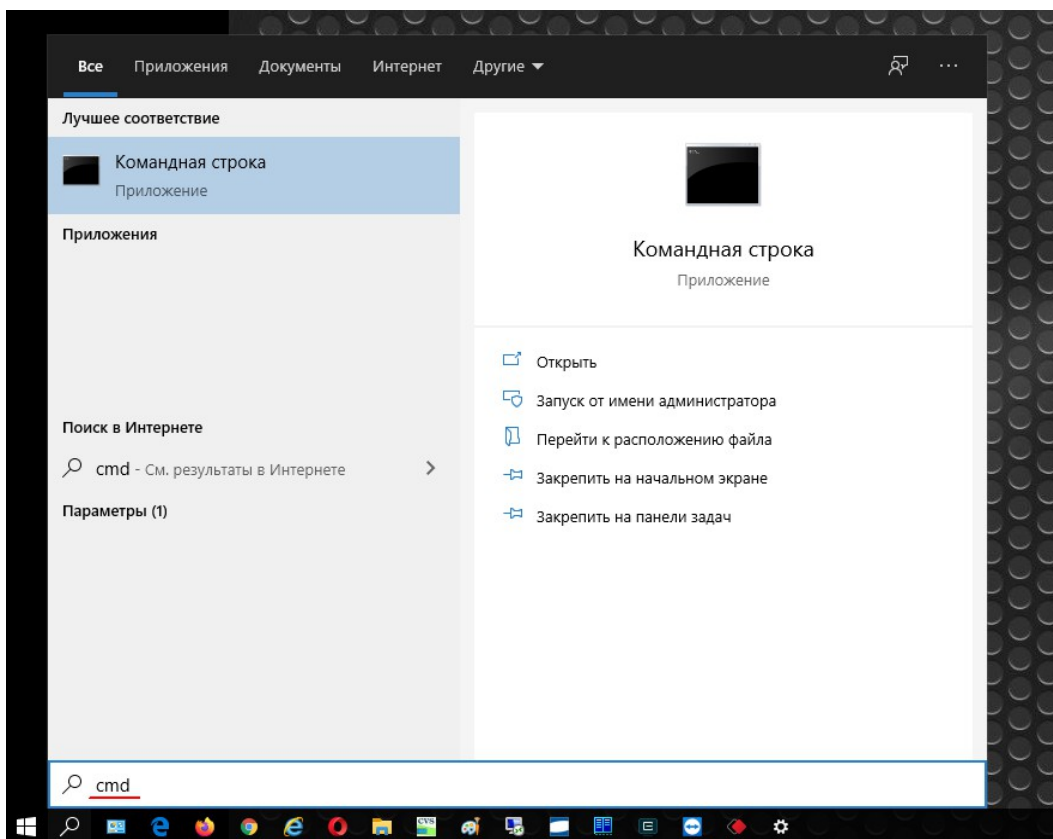 Все Приложения Документы Интернет Другие
Лучшее соответствие
Командная строка
Приложение
Приложения
Поиск в Интернете
cmd - См. результаты в Интернете
Параметры (1)
Командная строка
Приложение
Открыть
Запуск от имени администратора
Перейти к расположению файла
Закрепить на начальном экране
Закрепить на панели задач
cmd
CVS